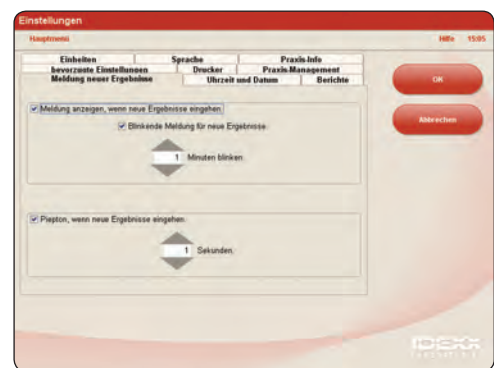 Einstellungen
Hauptmenü Hilfe 15:05
Einheiten Sprache Praxis-Info
bevorzugte Einstellungen Drucker Praxis-Management
Meldung neuer Ergebnisse Uhrzeit und Datum Berichte
OK
Abbrechen
Meldung anzeigen, wenn neue Ergebnisse eingehen.
Blinkende Meldung für neue Ergebnisse.
1 Minuten blinken.
Piepton, wenn neue Ergebnisse eingehen.
1 Sekunden.
IDEXX